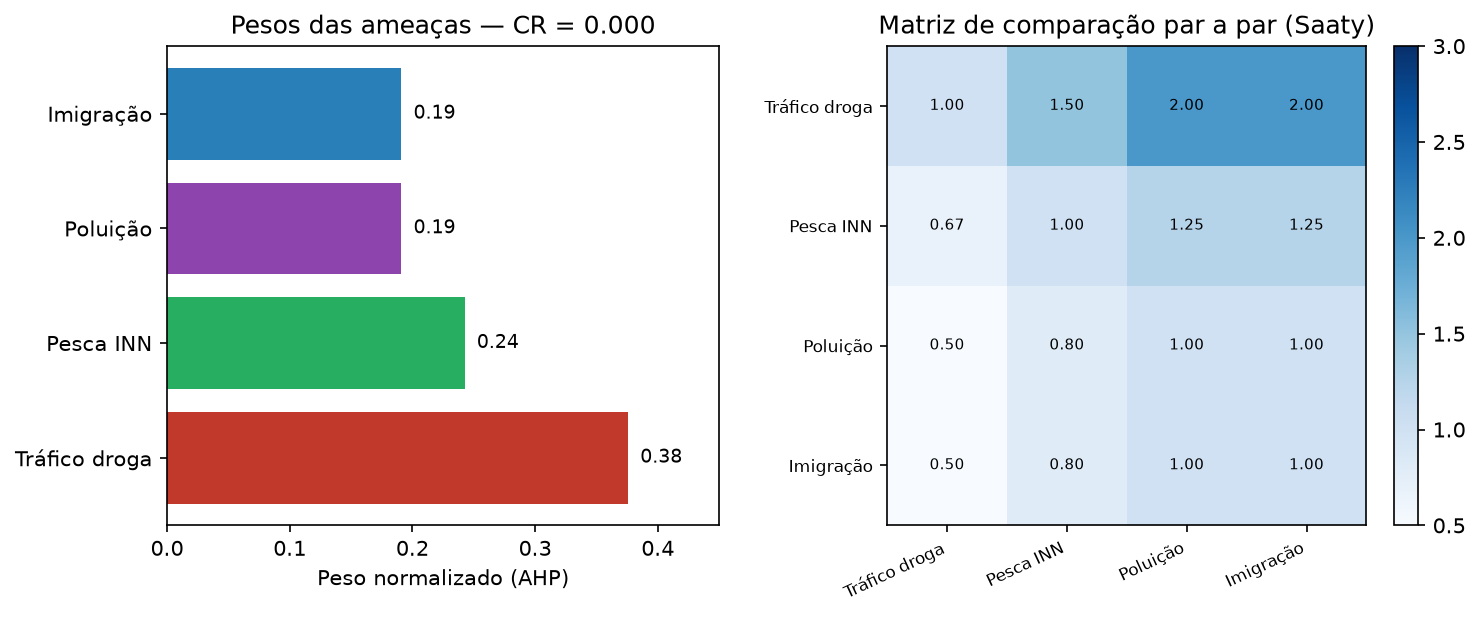 Pesos das ameaças — CR = 0.000
Imigração
0.19
Poluição
0.19
Pesca INN
0.24
Tráfico droga
0.38
0.0 0.1 0.2 0.3 0.4
Peso normalizado (AHP)
Matriz de comparação par a par (Saaty)
Tráfico droga 1.00 1.50 2.00 2.00
Pesca INN 0.67 1.00 1.25 1.25
Poluição 0.50 0.80 1.00 1.00
Imigração 0.50 0.80 1.00 1.00
Tráfico droga Pesca INN Poluição Imigração
3.0
2.5
2.0
1.5
1.0
0.5